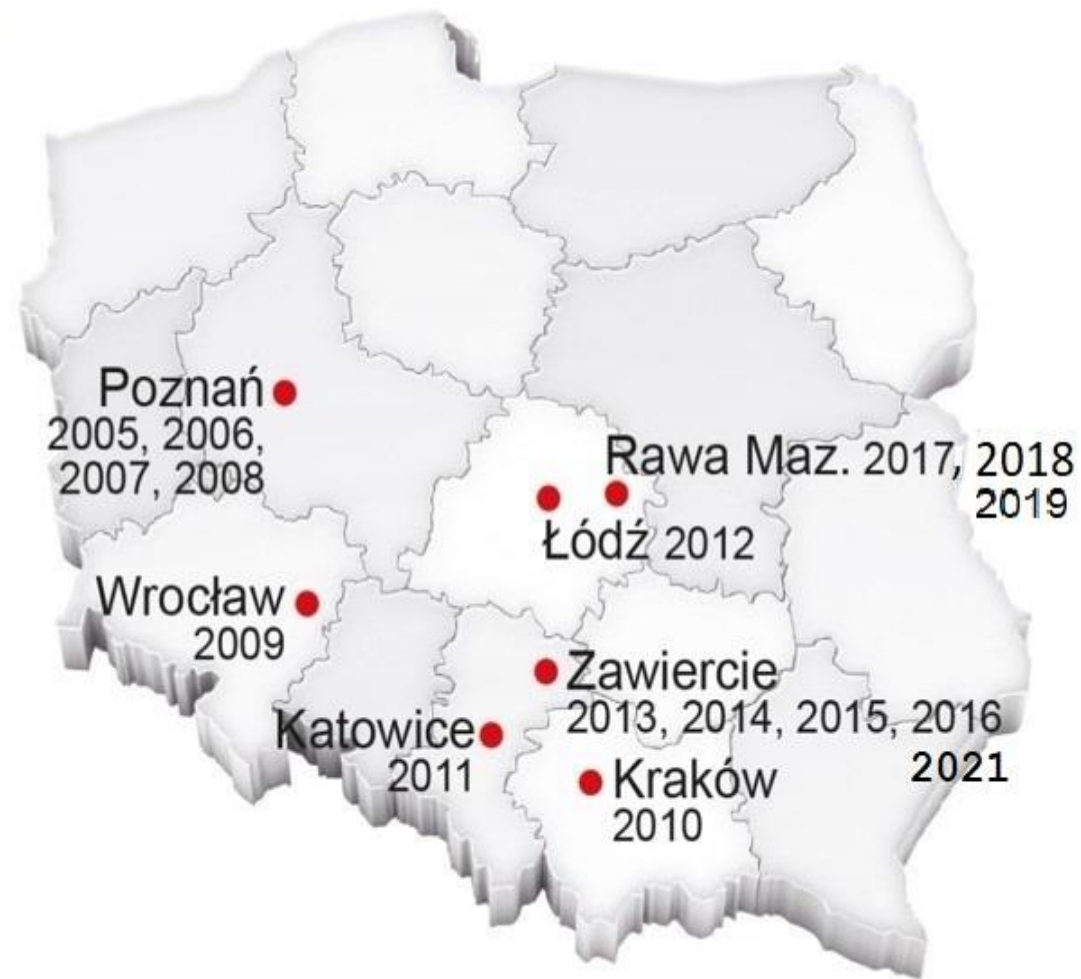 Poznań
2005, 2006,
2007, 2008
Rawa Maz. 2017, 2018
2019
Łódź 2012
Wrocław
2009
Zawiercie
2013, 2014, 2015, 2016
2021
Katowice
2011
Kraków
2010